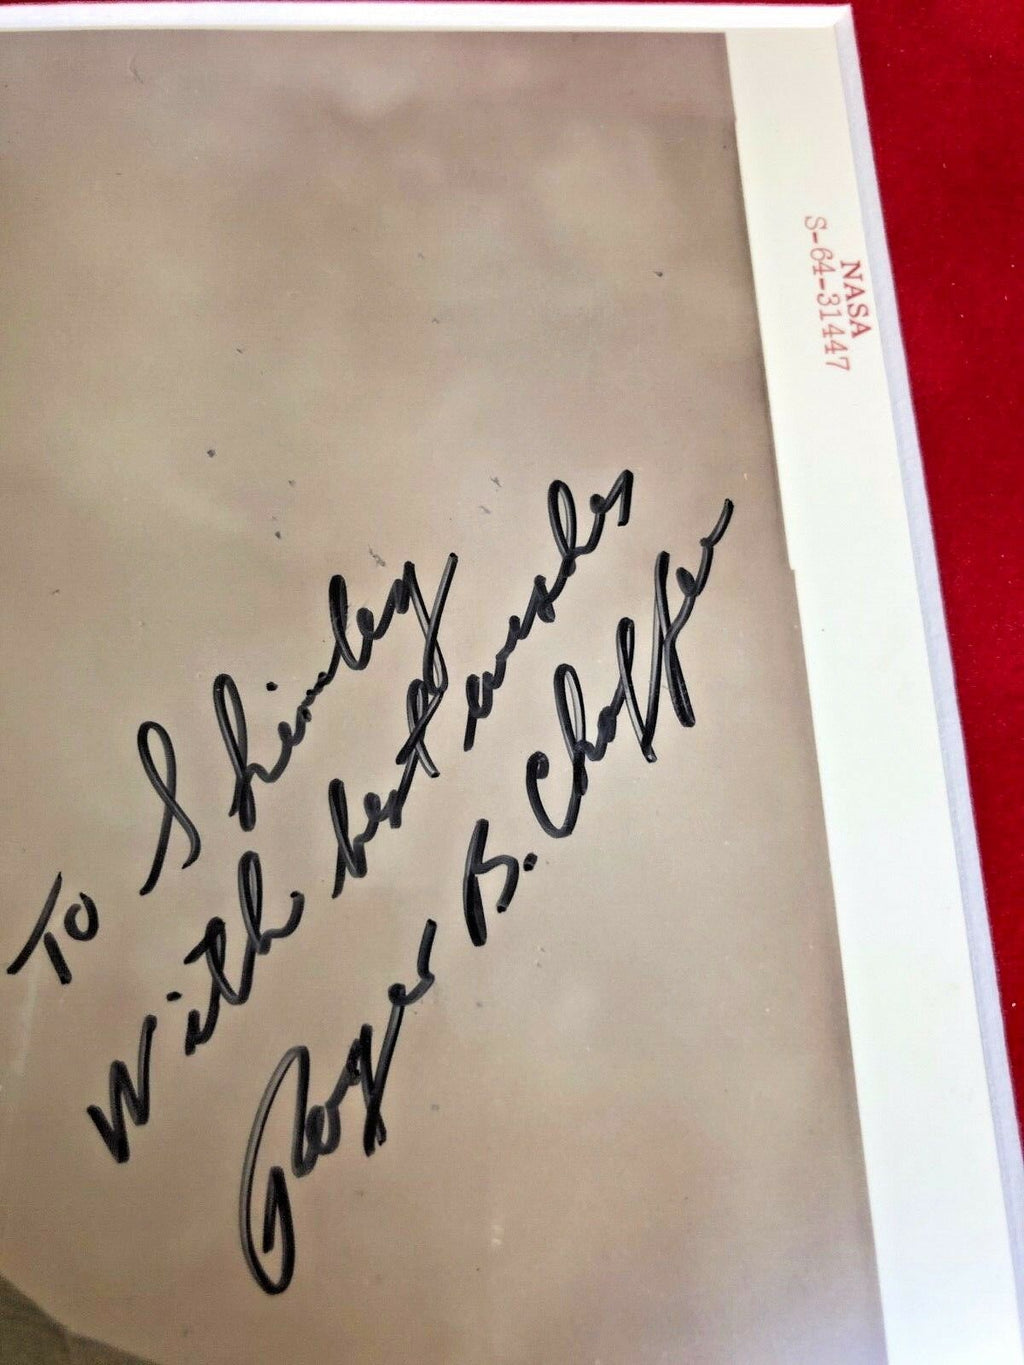 NASA
S-64-31447
To Shirley
With best wishes
Roger B. Chaffee